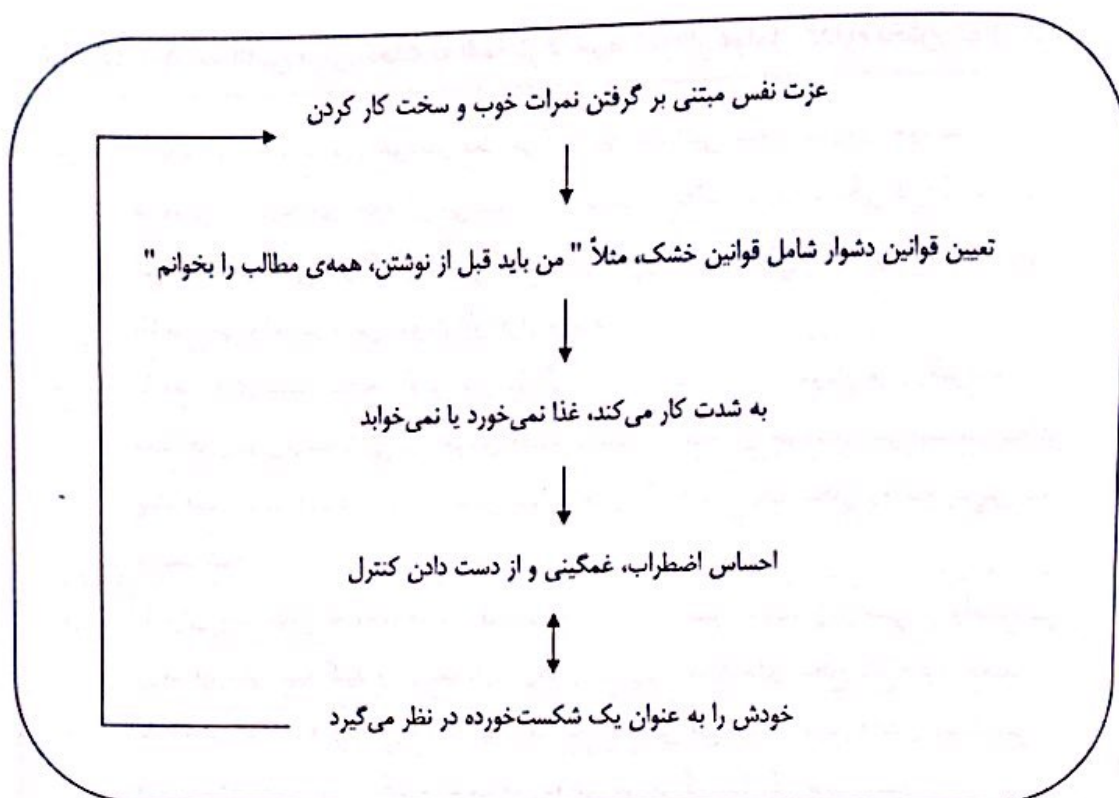 عزت نفس مبتنی بر گرفتن نمرات خوب و سخت کار کردن
تعیین قوانین دشوار شامل قوانین خشک، مثلاً " من باید قبل از نوشتن، همه‌ی مطالب را بخوانم"
به شدت کار می‌کند، غذا نمی‌خورد یا نمی‌خوابد
احساس اضطراب، غمگینی و از دست دادن کنترل
خودش را به عنوان یک شکست‌خورده در نظر می‌گیرد